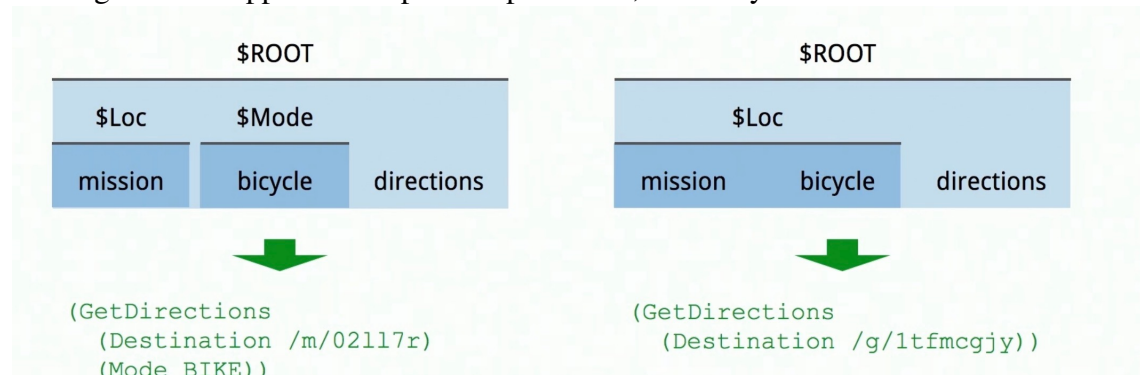 $ROOT
$Loc $Mode
mission bicycle directions
(GetDirections
(Destination /m/02ll7r)
(Mode BIKE))
$ROOT
$Loc
mission bicycle directions
(GetDirections
(Destination /g/1tfmcgjy))